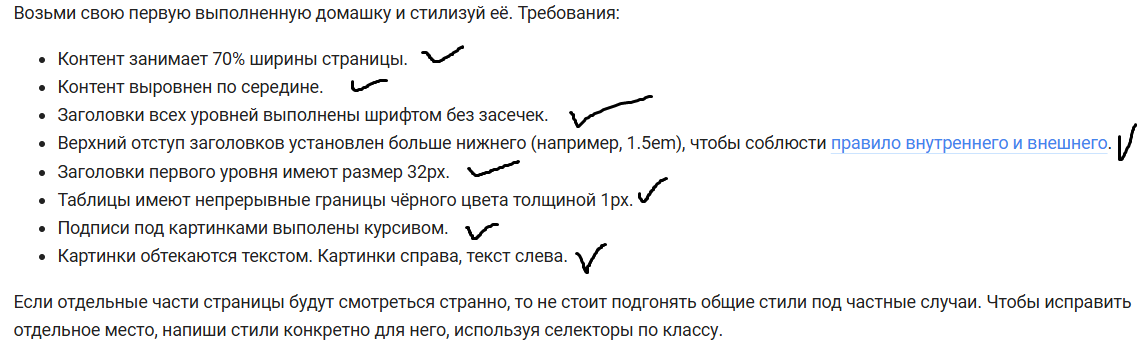 Возьми свою первую выполненную домашку и стилизуй её. Требования:
Контент занимает 70% ширины страницы.
Контент выровнен по середине.
Заголовки всех уровней выполнены шрифтом без засечек.
Верхний отступ заголовков установлен больше нижнего (например, 1.5em), чтобы соблюсти правило внутреннего и внешнего.
Заголовки первого уровня имеют размер 32px.
Таблицы имеют непрерывные границы чёрного цвета толщиной 1px.
Подписи под картинками выполены курсивом.
Картинки обтекаются текстом. Картинки справа, текст слева.
Если отдельные части страницы будут смотреться странно, то не стоит подгонять общие стили под частные случаи. Чтобы исправить
отдельное место, напиши стили конкретно для него, используя селекторы по классу.